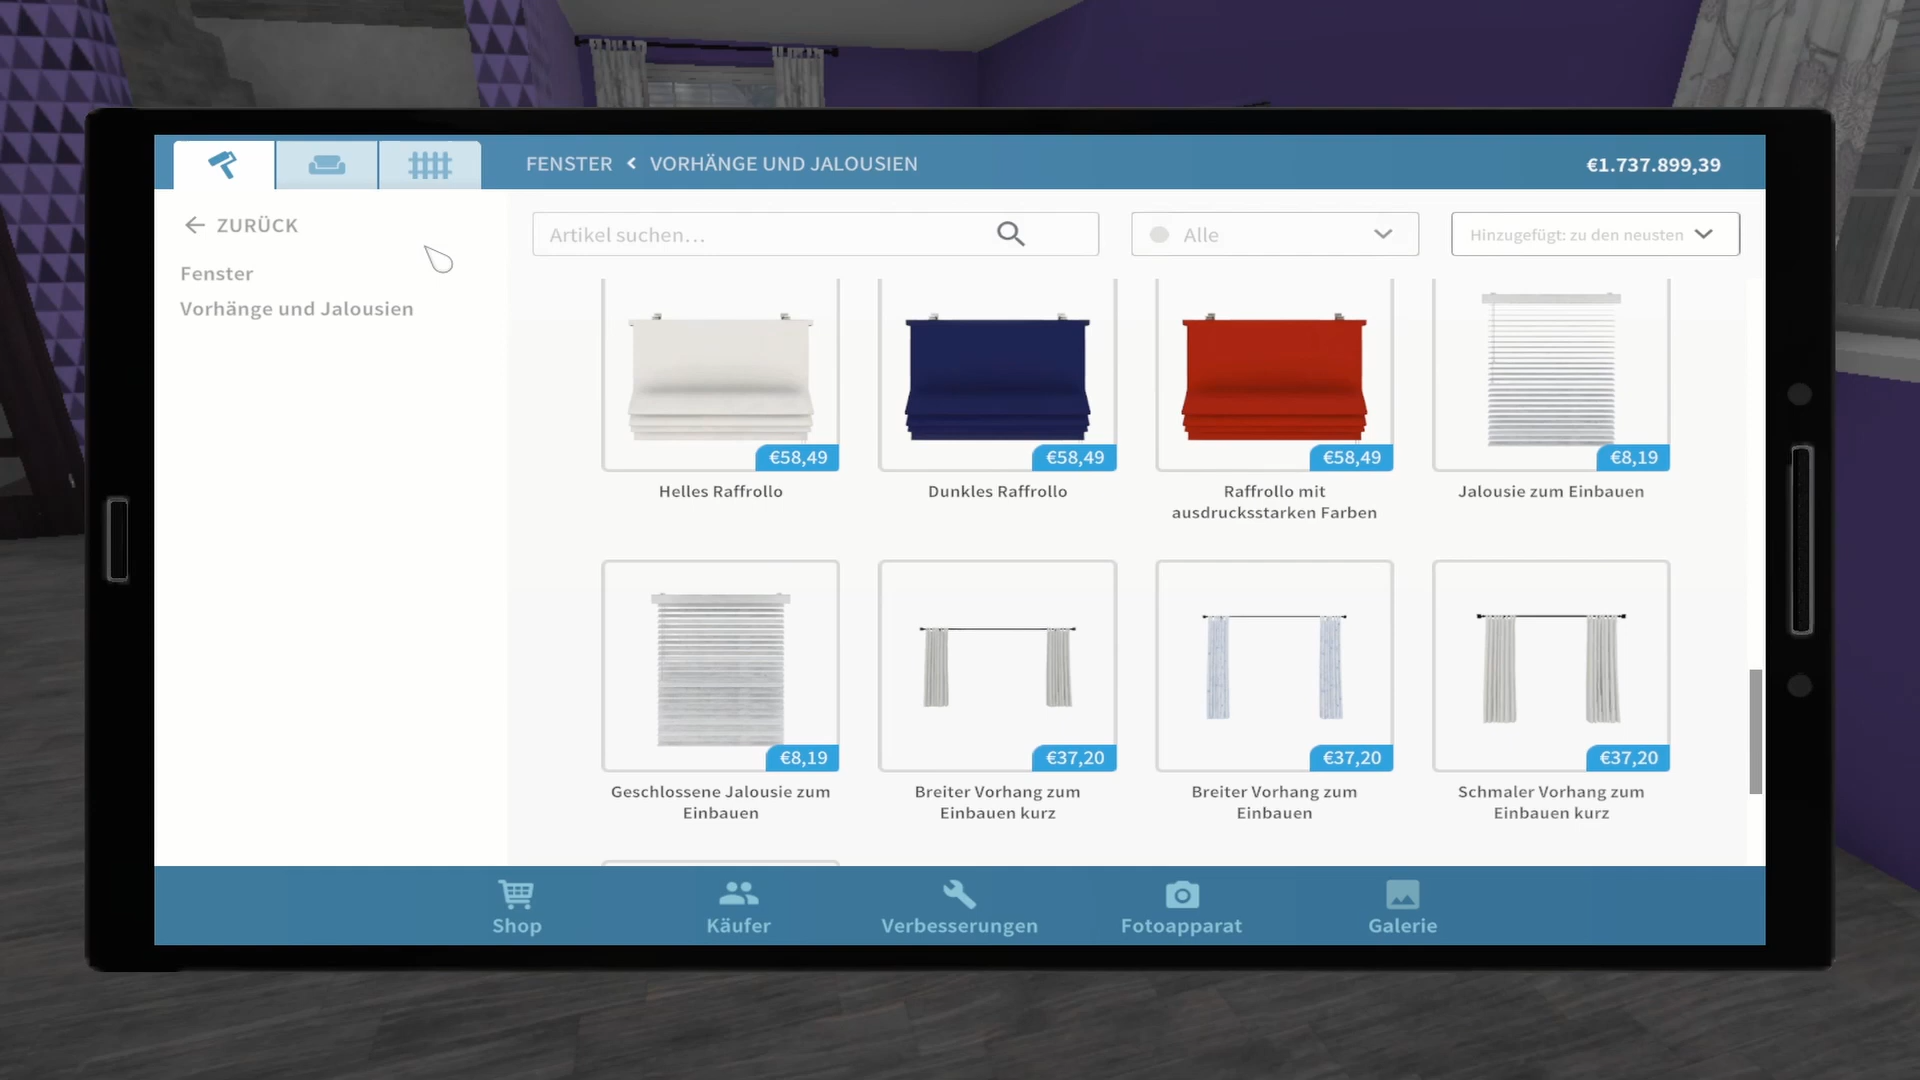 FENSTER < VORHÄNGE UND JALOUSIEN
€1.737.899,39
ZURÜCK
Fenster
Vorhänge und Jalousien
Artikel suchen...
Alle
Hinzugefügt: zu den neusten
€58,49
€58,49
€58,49
€8,19
Helles Raffrollo
Dunkles Raffrollo
Raffrollo mit
ausdrucksstarken Farben
Jalousie zum Einbauen
€8,19
€37,20
€37,20
€37,20
Geschlossene Jalousie zum
Einbauen
Breiter Vorhang zum
Einbauen kurz
Breiter Vorhang zum
Einbauen
Schmaler Vorhang zum
Einbauen kurz
Shop
Käufer
Verbesserungen
Fotoapparat
Galerie